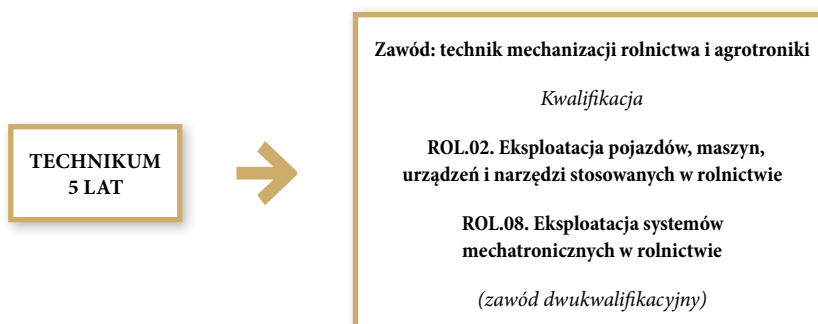 TECHNIKUM
5 LAT
Zawód: technik mechanizacji rolnictwa i agrotroniki
Kwalifikacja
ROL.02. Eksploatacja pojazdów, maszyn,
urządzeń i narzędzi stosowanych w rolnictwie
ROL.08. Eksploatacja systemów
mechatronicznych w rolnictwie
(zawód dwukwalifikacyjny)